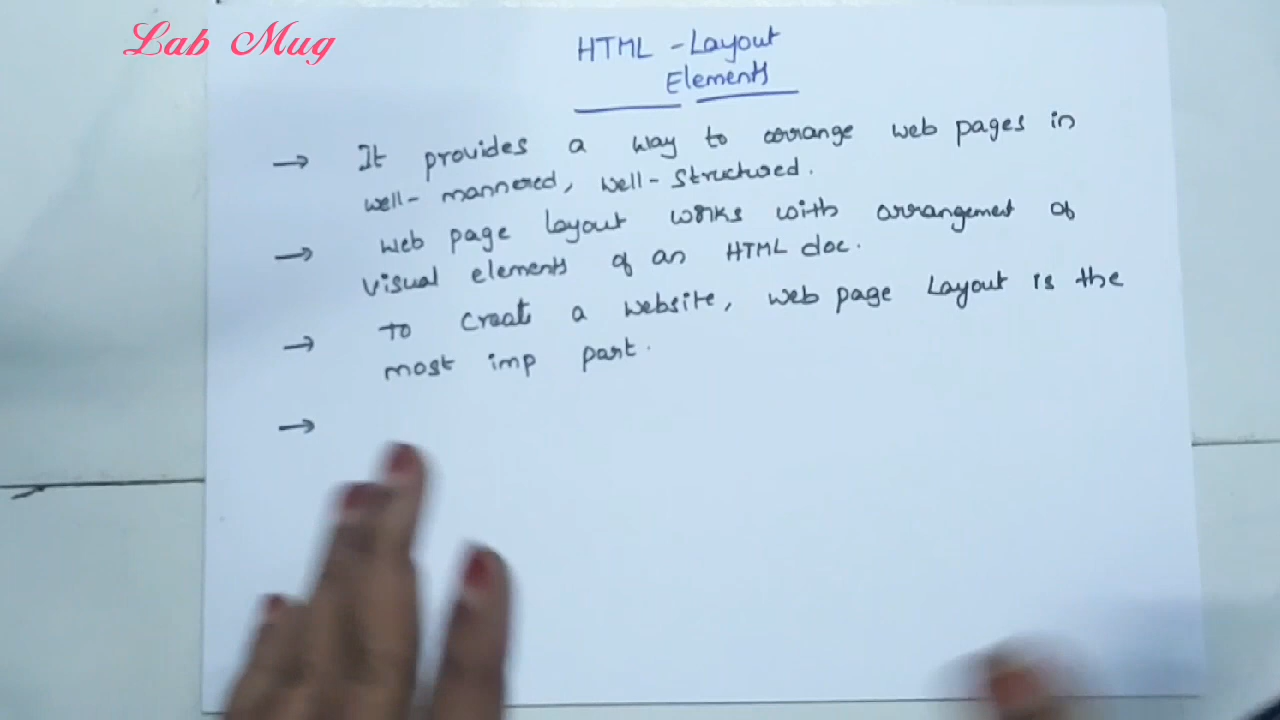 Lab Mug
HTML - Layout
Elements
→ It provides a way to arrange web pages in
well-mannered, well-structured.
→ Web page layout works with arrangement of
visual elements of an HTML doc.
→ To create a website, web page Layout is the
most imp part.
→